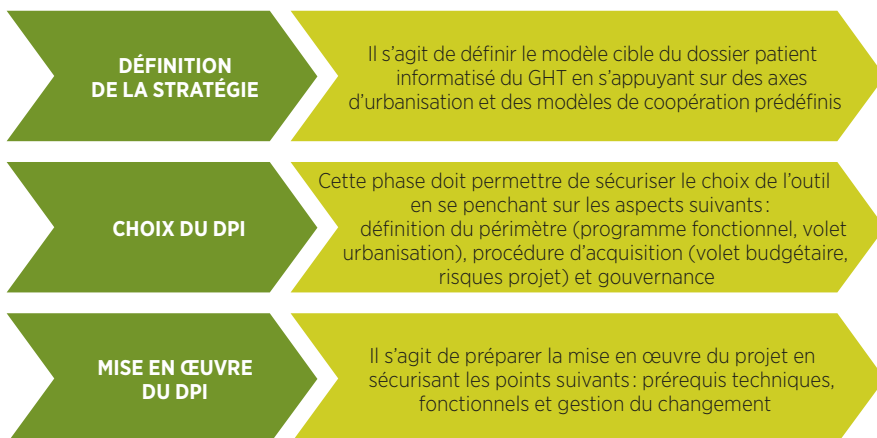 DÉFINITION
DE LA STRATÉGIE
Il s’agit de définir le modèle cible du dossier patient
informatisé du GHT en s’appuyant sur des axes
d’urbanisation et des modèles de coopération prédéfinis
CHOIX DU DPI
Cette phase doit permettre de sécuriser le choix de l’outil
en se penchant sur les aspects suivants :
définition du périmètre (programme fonctionnel, volet
urbanisation), procédure d’acquisition (volet budgétaire,
risques projet) et gouvernance
MISE EN ŒUVRE
DU DPI
Il s’agit de préparer la mise en œuvre du projet en
sécurisant les points suivants : prérequis techniques,
fonctionnels et gestion du changement